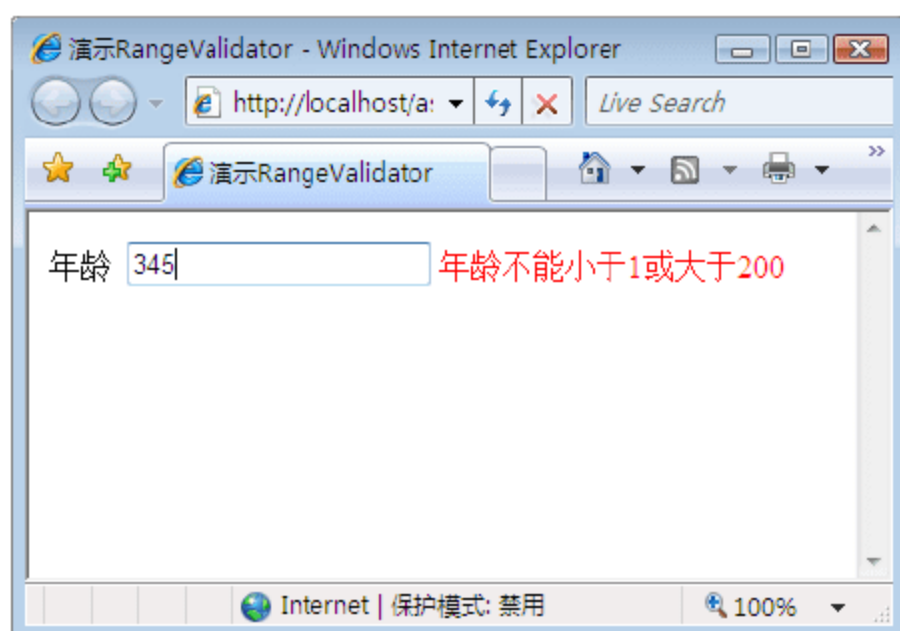 演示RangeValidator - Windows Internet Explorer
http://localhost/a:
Live Search
演示RangeValidator
年龄 345 年龄不能小于1或大于200
Internet | 保护模式: 禁用 100%